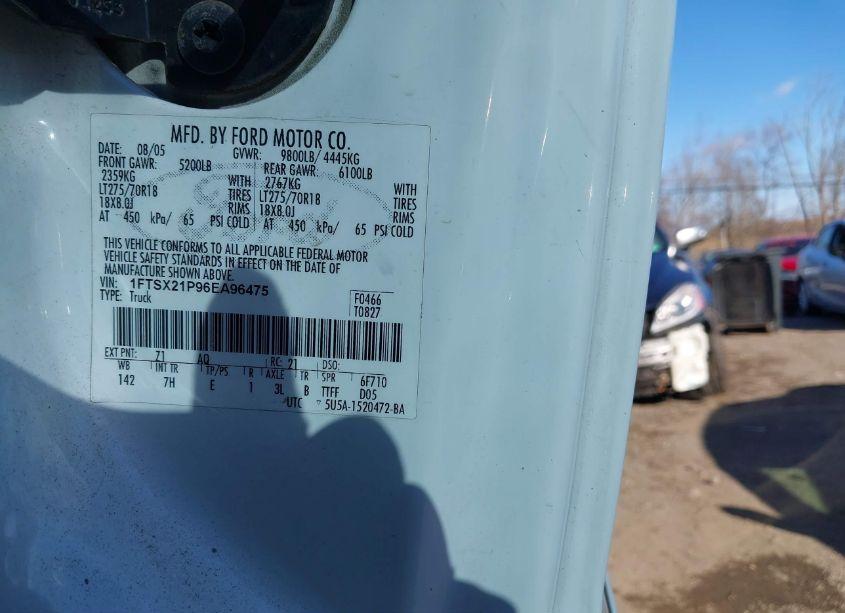 MFD. BY FORD MOTOR CO.
DATE: 08/05 GVWR: 9800LB/ 4445KG
FRONT GAWR: 5200LB REAR GAWR: 6100LB
2359KG WITH 2767KG WITH
LT275/70R18 TIRES LT275/70R18 TIRES
18X8.0J RIMS 18X8.0J RIMS
AT 450 kPa/ 65 PSI COLD AT 450 kPa/ 65 PSI COLD
THIS VEHICLE CONFORMS TO ALL APPLICABLE FEDERAL MOTOR
VEHICLE SAFETY STANDARDS IN EFFECT ON THE DATE OF
MANUFACTURE SHOWN ABOVE.
VIN: 1FTSX21P96EA96475 F0466
TYPE: Truck T0827
EXT PNT: Z1 AQ RC: 21 DSO:
WB INT TR TP/PS R AXLE TR SPR 6F710
142 7H E 1 3L B TTFF D05
UTC 5U5A-1520472-BA